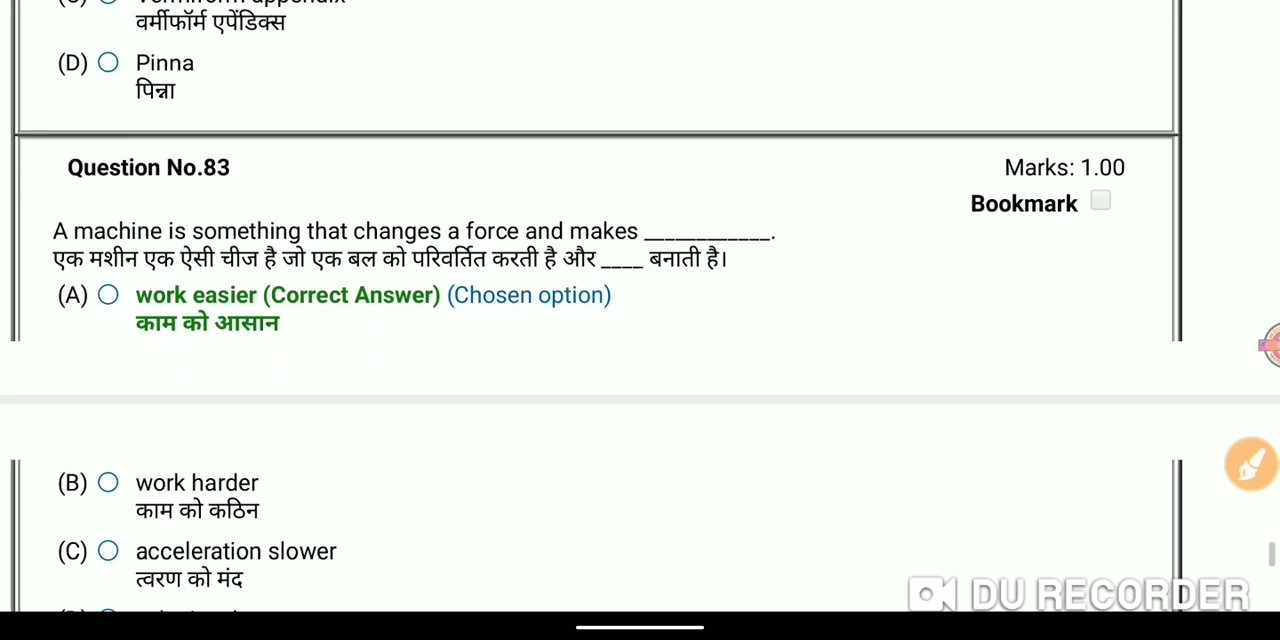 वर्मीफॉर्म एपेंडिक्स
(D) Pinna
पिन्ना
Question No.83 Marks: 1.00
Bookmark
A machine is something that changes a force and makes ____________.
एक मशीन एक ऐसी चीज है जो एक बल को परिवर्तित करती है और ____ बनाती है।
(A) work easier (Correct Answer) (Chosen option)
काम को आसान
(B) work harder
काम को कठिन
(C) acceleration slower
त्वरण को मंद
DU RECORDER